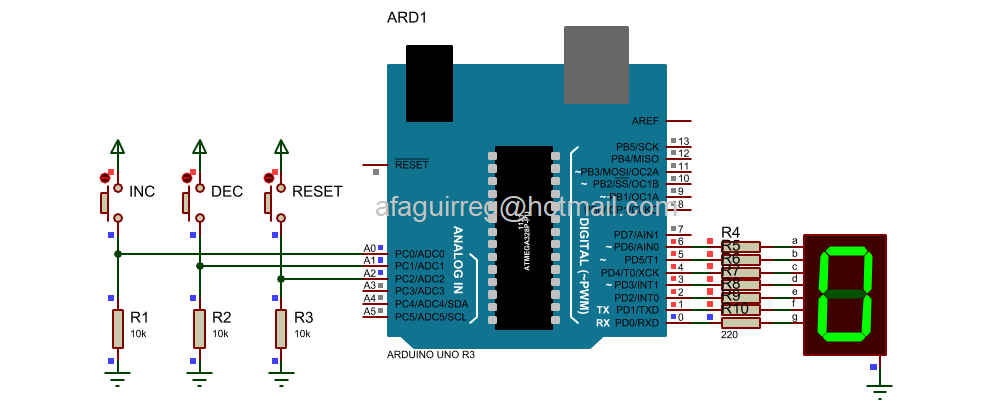 ARD1
AREF
RESET
PB5/SCK 13
PB4/MISO 12
~PB3/MOSI/OC2A 11
~PB2/SS/OC1B 10
~PB1/OC1A 9
8
PD7/AIN1 7
~PD6/AIN0 6
~PD5/T1 5
PD4/T0/XCK 4
~PD3/INT1 3
PD2/INT0 2
TX PD1/TXD 1
RX PD0/RXD 0
DIGITAL (~PWM)
ANALOG IN
ATMEGA328P-PU
A0 PC0/ADC0
A1 PC1/ADC1
A2 PC2/ADC2
A3 PC3/ADC3
A4 PC4/ADC4/SDA
A5 PC5/ADC5/SCL
ARDUINO UNO R3
INC
DEC
RESET
afaguirreg@hotmail.com
R1
10k
R2
10k
R3
10k
R4
R5
R6
R7
R8
R9
R10
220
a
b
c
d
e
f
g
0